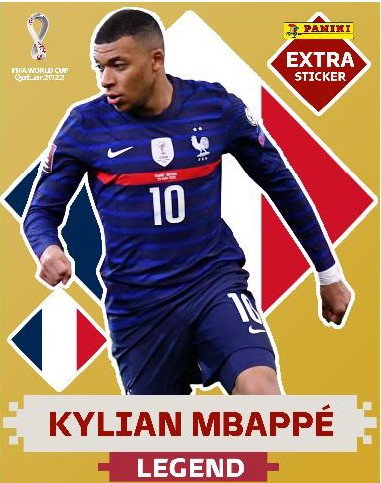 PANINI
EXTRA
STICKER
FIFA WORLD CUP
Qatar2022
10
10
KYLIAN MBAPPÉ
LEGEND